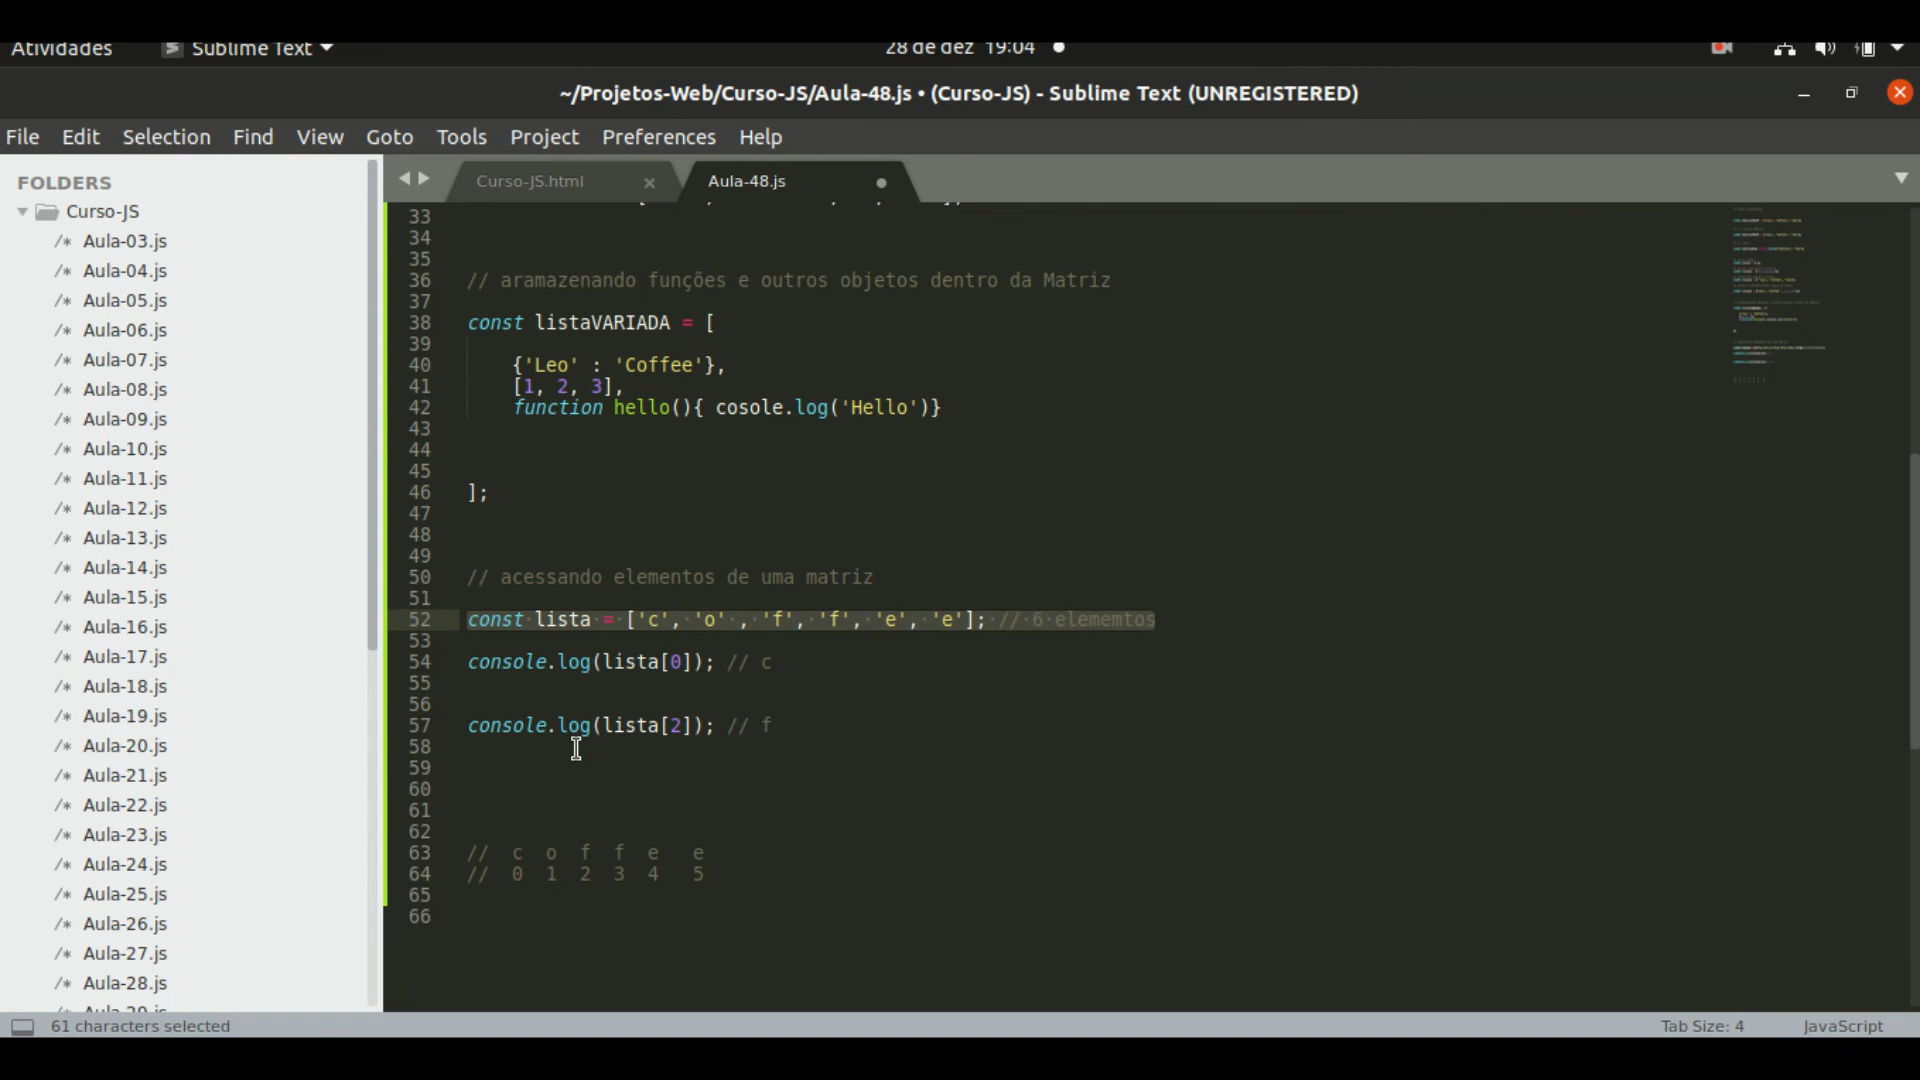 Atividades Sublime Text 28 de dez 19:04
~/Projetos-Web/Curso-JS/Aula-48.js • (Curso-JS) - Sublime Text (UNREGISTERED)
File Edit Selection Find View Goto Tools Project Preferences Help
FOLDERS
Curso-JS
/* Aula-03.js
/* Aula-04.js
/* Aula-05.js
/* Aula-06.js
/* Aula-07.js
/* Aula-08.js
/* Aula-09.js
/* Aula-10.js
/* Aula-11.js
/* Aula-12.js
/* Aula-13.js
/* Aula-14.js
/* Aula-15.js
/* Aula-16.js
/* Aula-17.js
/* Aula-18.js
/* Aula-19.js
/* Aula-20.js
/* Aula-21.js
/* Aula-22.js
/* Aula-23.js
/* Aula-24.js
/* Aula-25.js
/* Aula-26.js
/* Aula-27.js
/* Aula-28.js
Curso-JS.html Aula-48.js
33
34
35
36 // aramazenando funções e outros objetos dentro da Matriz
37
38 const listaVARIADA = [
39
40 {'Leo' : 'Coffee'},
41 [1, 2, 3],
42 function hello(){ cosole.log('Hello')}
43
44
45
46 ];
47
48
49
50 // acessando elementos de uma matriz
51
52 const lista = ['c', 'o' , 'f', 'f', 'e', 'e']; // 6 elememtos
53
54 console.log(lista[0]); // c
55
56
57 console.log(lista[2]); // f
58
59
60
61
62
63 // c o f f e e
64 // 0 1 2 3 4 5
65
66
61 characters selected Tab Size: 4 JavaScript